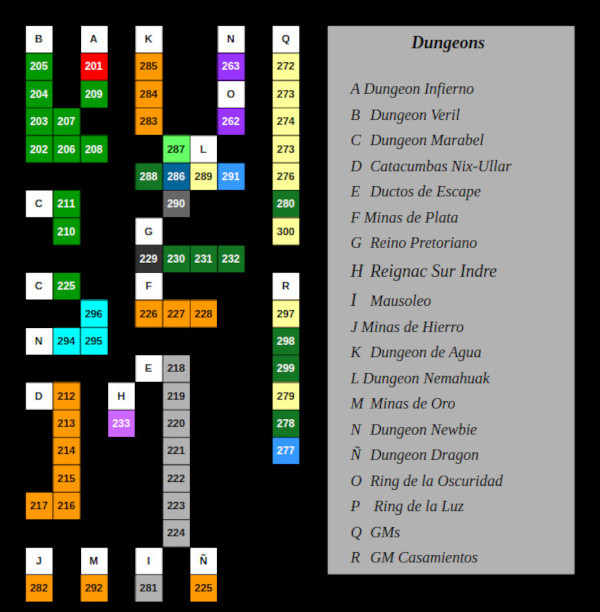 B A K N Q
205 201 285 263 272
204 209 284 O 273
203 207 283 262 274
202 206 208 287 L 273
288 286 289 291 276
C 211 290 280
210 G 300
229 230 231 232
C 225 F R
296 226 227 228 297
N 294 295 298
E 218 299
D 212 H 219 279
213 233 220 278
214 221 277
215 222
217 216 223
224
J M I Ñ
282 292 281 225
Dungeons
A Dungeon Infierno
B Dungeon Veril
C Dungeon Marabel
D Catacumbas Nix-Ullar
E Ductos de Escape
F Minas de Plata
G Reino Pretoriano
H Reignac Sur Indre
I Mausoleo
J Minas de Hierro
K Dungeon de Agua
L Dungeon Nemahuak
M Minas de Oro
N Dungeon Newbie
Ñ Dungeon Dragon
O Ring de la Oscuridad
P Ring de la Luz
Q GMs
R GM Casamientos